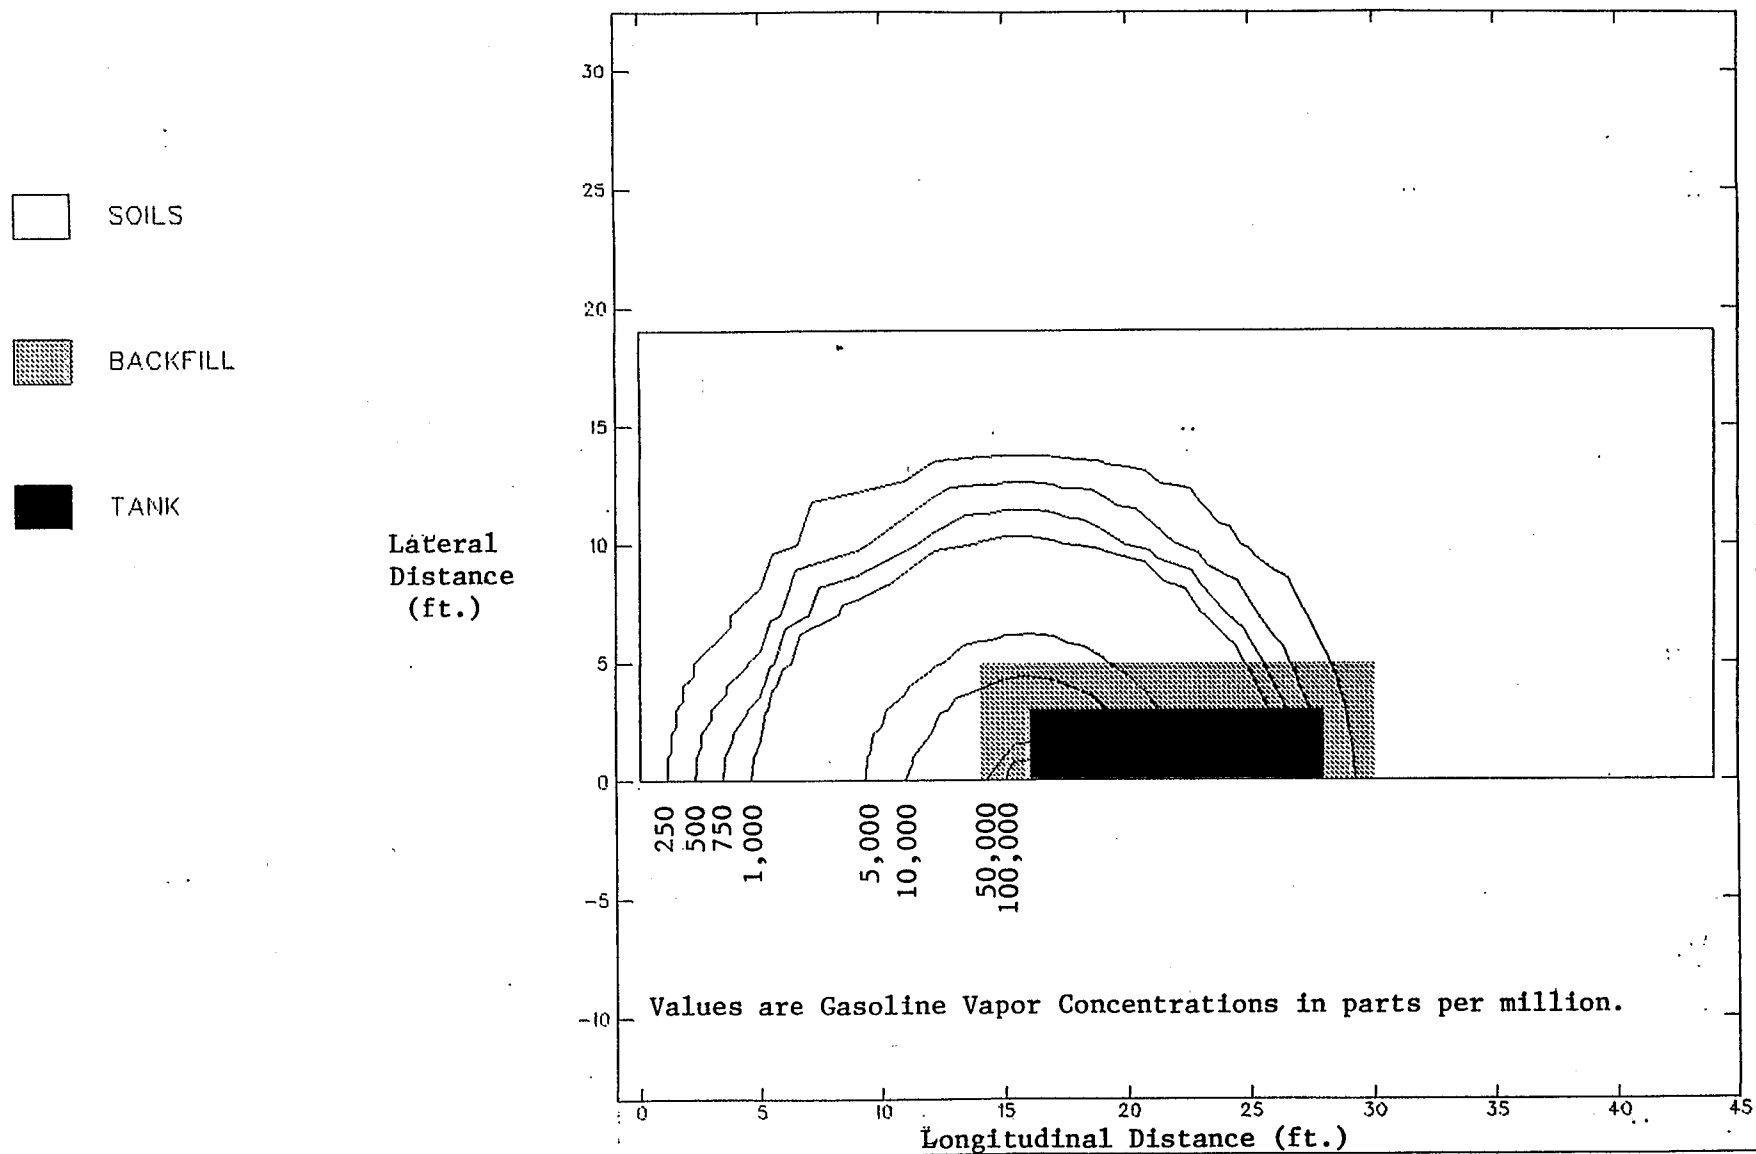 30
25
SOILS
20
BACKFILL
15
TANK
Lateral
Distance
(ft.)
10
5
0
250
500
750
1,000
5,000
10,000
50,000
100,000
-5
Values are Gasoline Vapor Concentrations in parts per million.
-10
0 5 10 15 20 25 30 35 40 45
Longitudinal Distance (ft.)